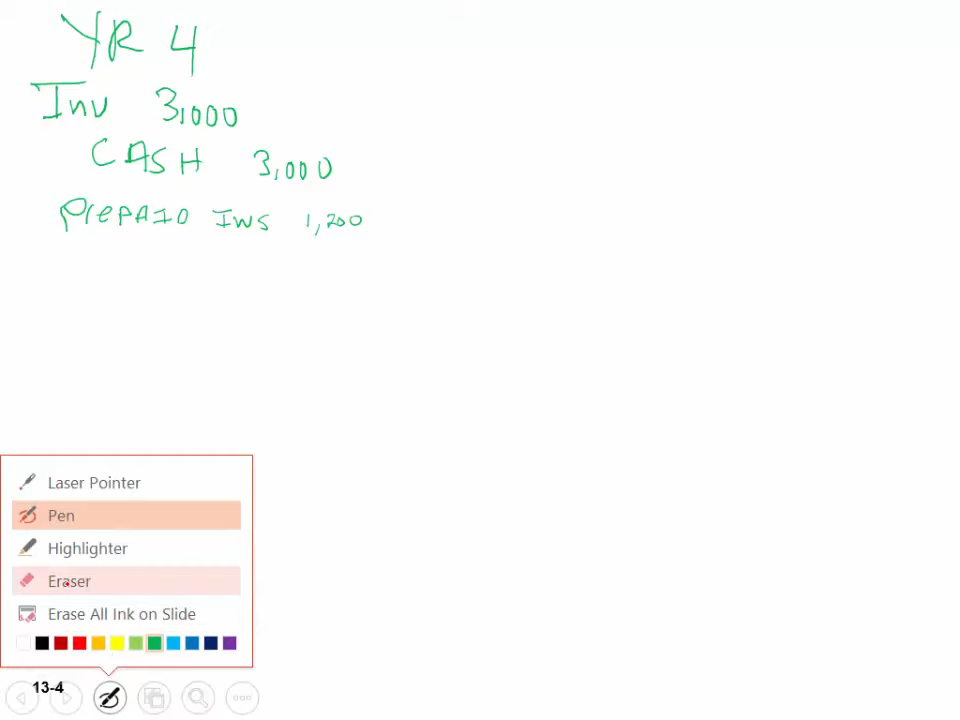 YR 4
Inv 3,000
CASH 3,000
PrePAID INS 1,200
Laser Pointer
Pen
Highlighter
Eraser
Erase All Ink on Slide
13-4